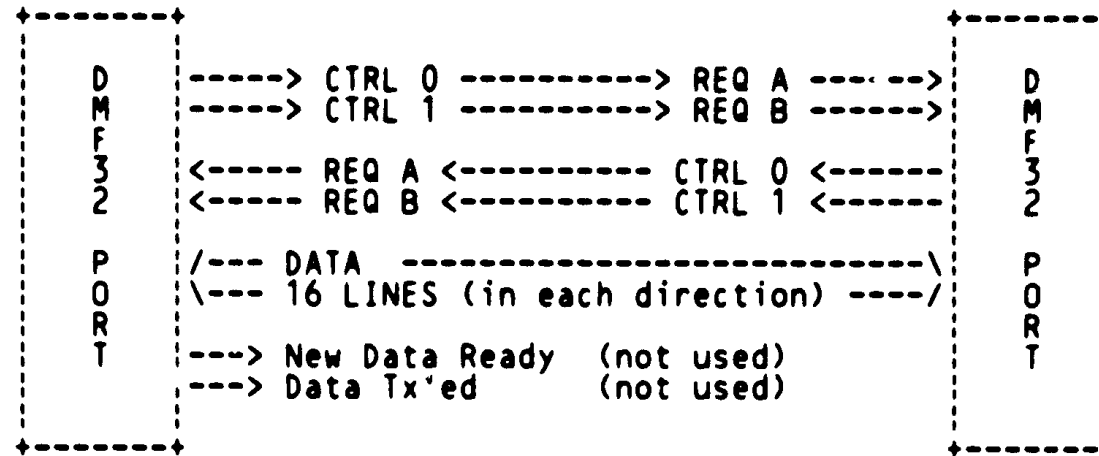 +-------+ +-------
D -----> CTRL 0 ----------> REQ A ------> D
M -----> CTRL 1 ----------> REQ B ------> M
F F
3 <----- REQ A <---------- CTRL 0 <------ 3
2 <----- REQ B <---------- CTRL 1 <------ 2
P /--- DATA ----------------------------\ P
O \--- 16 LINES (in each direction) ----/ O
R R
T ---> New Data Ready (not used) T
---> Data Tx'ed (not used)
+-------+ +-------